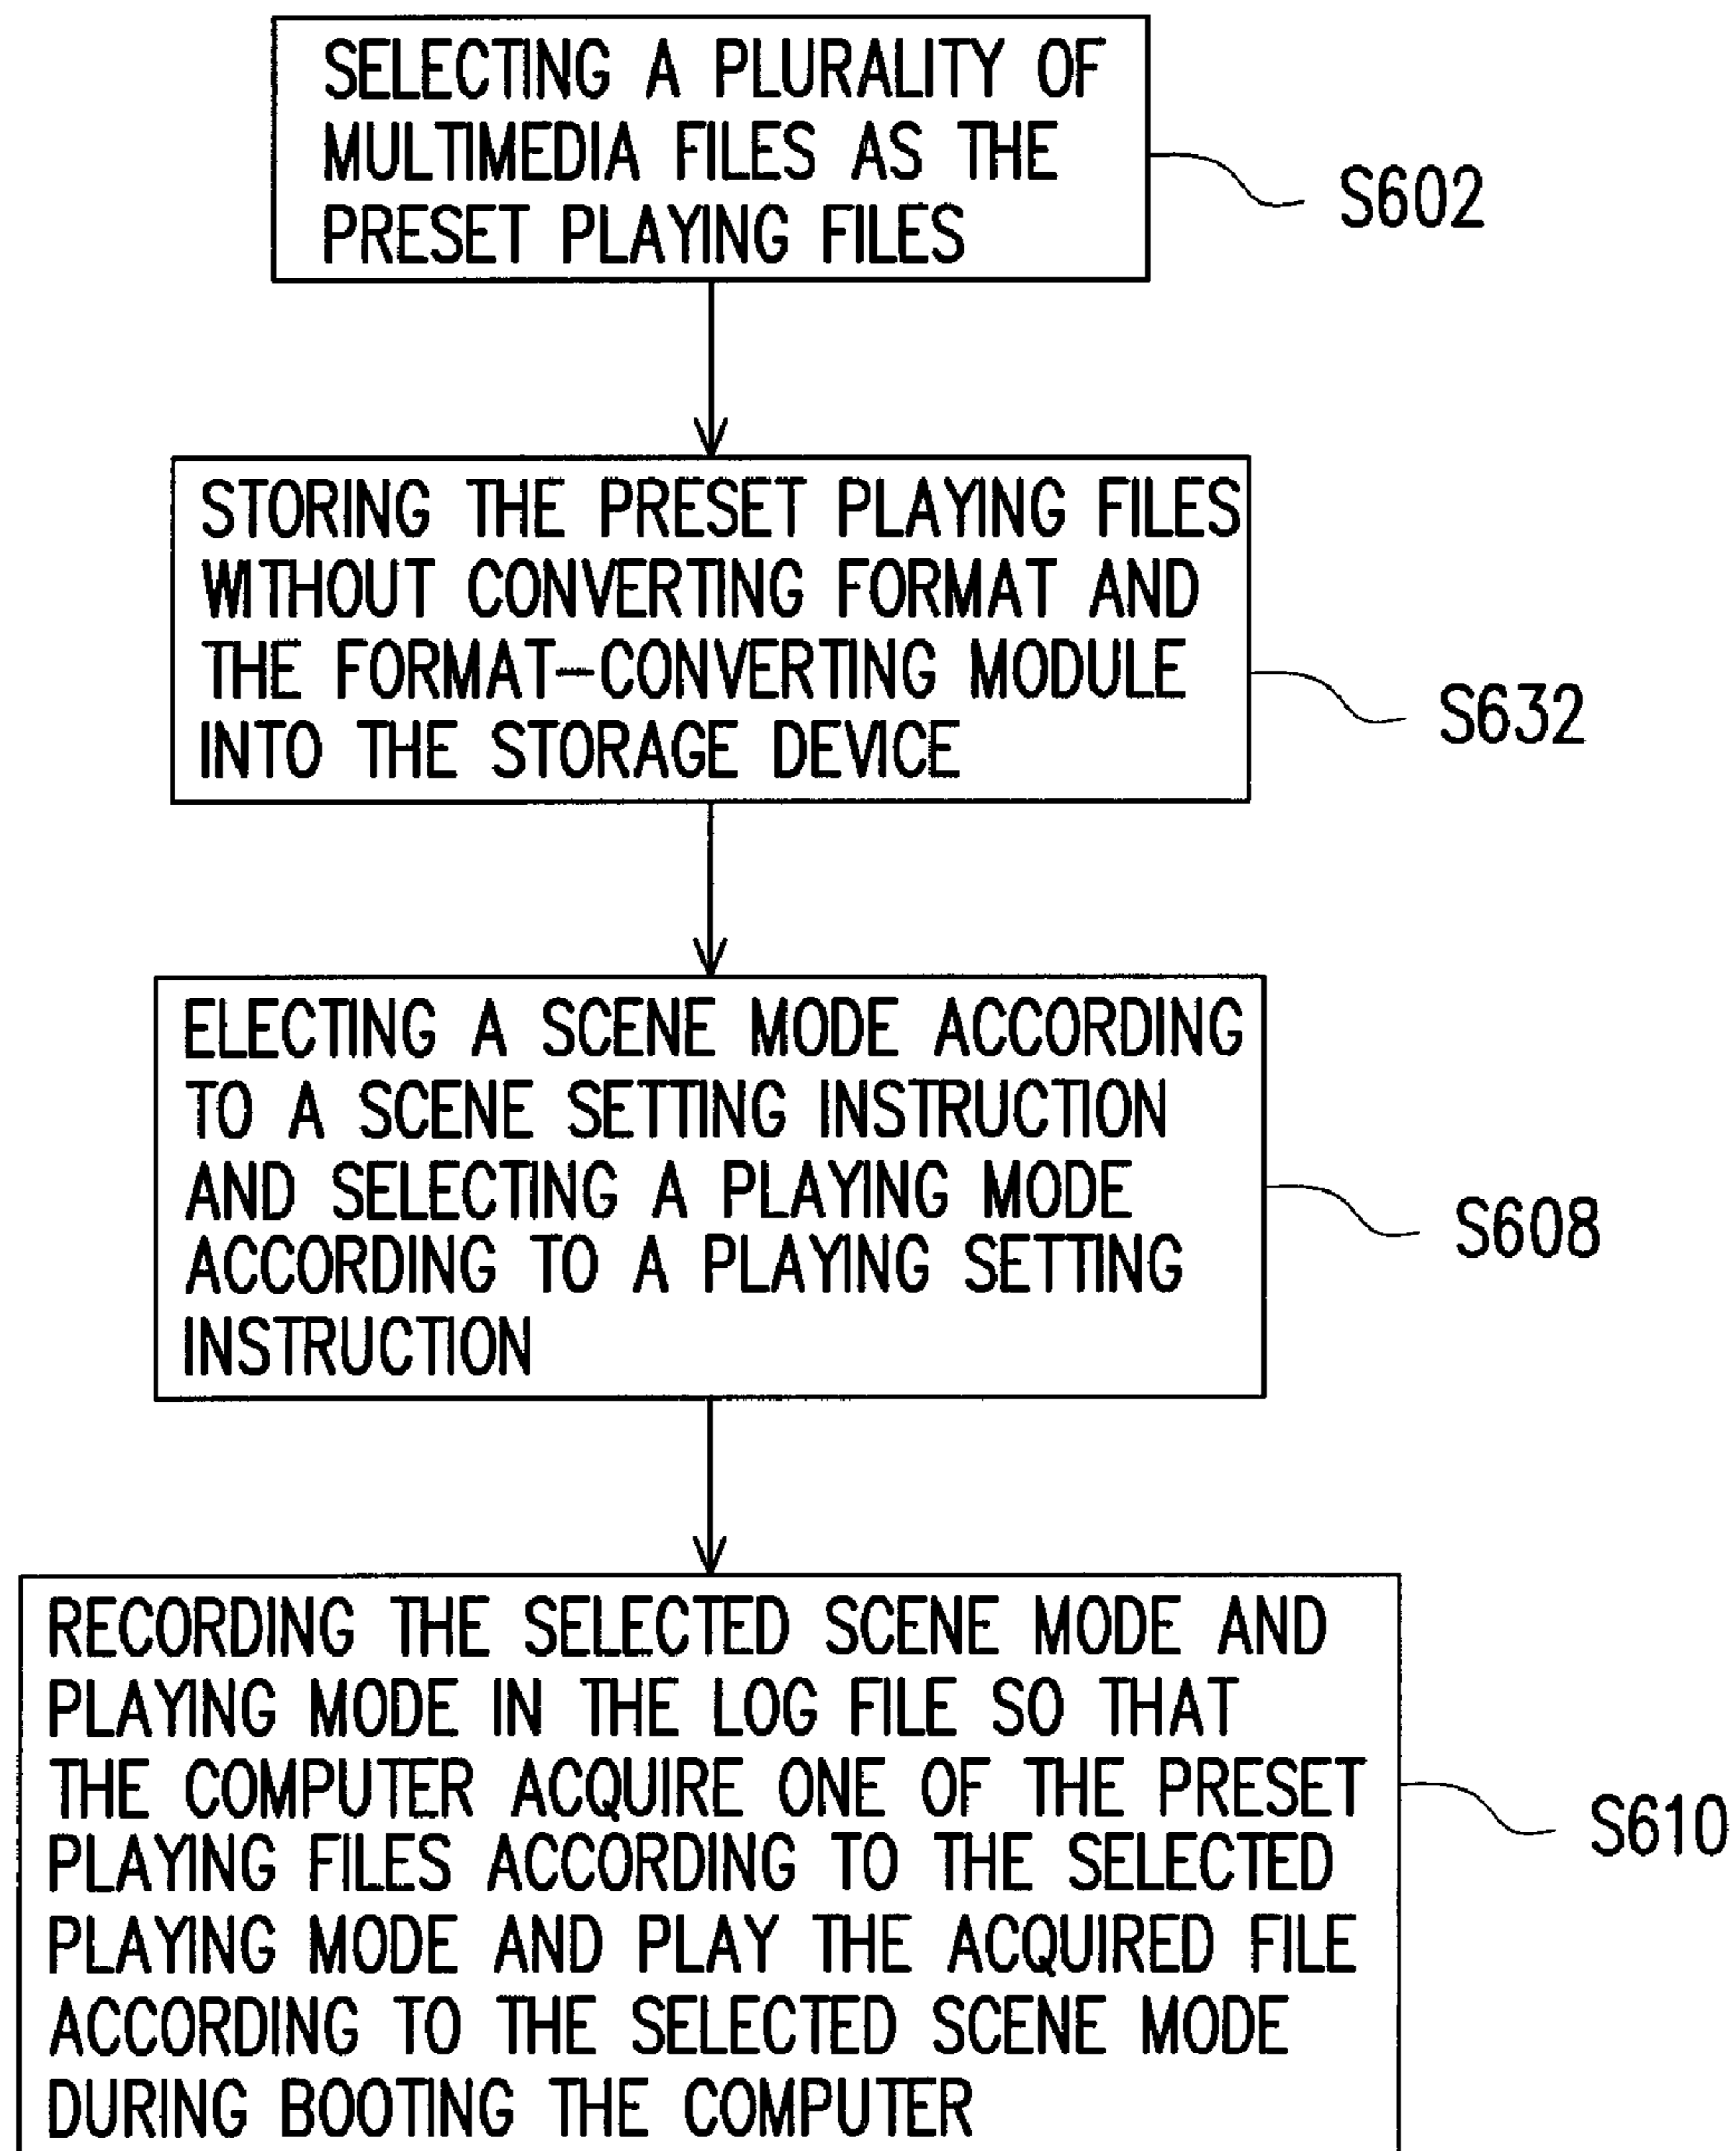 SELECTING A PLURALITY OF
MULTIMEDIA FILES AS THE
PRESET PLAYING FILES
S602
STORING THE PRESET PLAYING FILES
WITHOUT CONVERTING FORMAT AND
THE FORMAT-CONVERTING MODULE
INTO THE STORAGE DEVICE
S632
ELECTING A SCENE MODE ACCORDING
TO A SCENE SETTING INSTRUCTION
AND SELECTING A PLAYING MODE
ACCORDING TO A PLAYING SETTING
INSTRUCTION
S608
RECORDING THE SELECTED SCENE MODE AND
PLAYING MODE IN THE LOG FILE SO THAT
THE COMPUTER ACQUIRE ONE OF THE PRESET
PLAYING FILES ACCORDING TO THE SELECTED
PLAYING MODE AND PLAY THE ACQUIRED FILE
ACCORDING TO THE SELECTED SCENE MODE
DURING BOOTING THE COMPUTER
S610